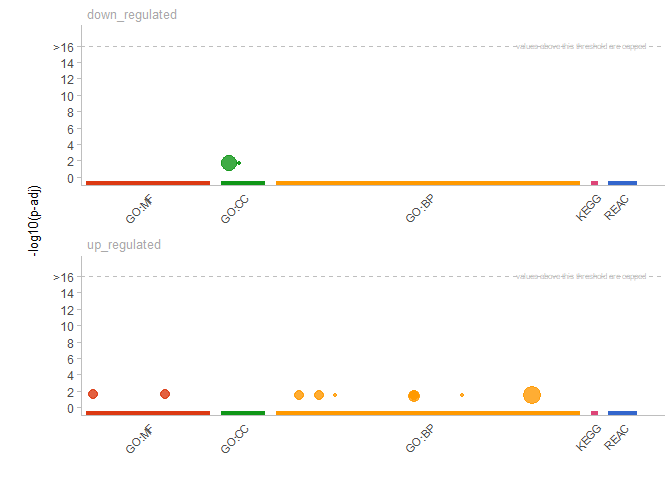 down_regulated
>16
values above this threshold are capped
14
12
10
8
6
4
2
0
GO:MF
GO:CC
GO:BP
KEGG
REAC
-log10(p-adj)
up_regulated
>16
values above this threshold are capped
14
12
10
8
6
4
2
0
GO:MF
GO:CC
GO:BP
KEGG
REAC